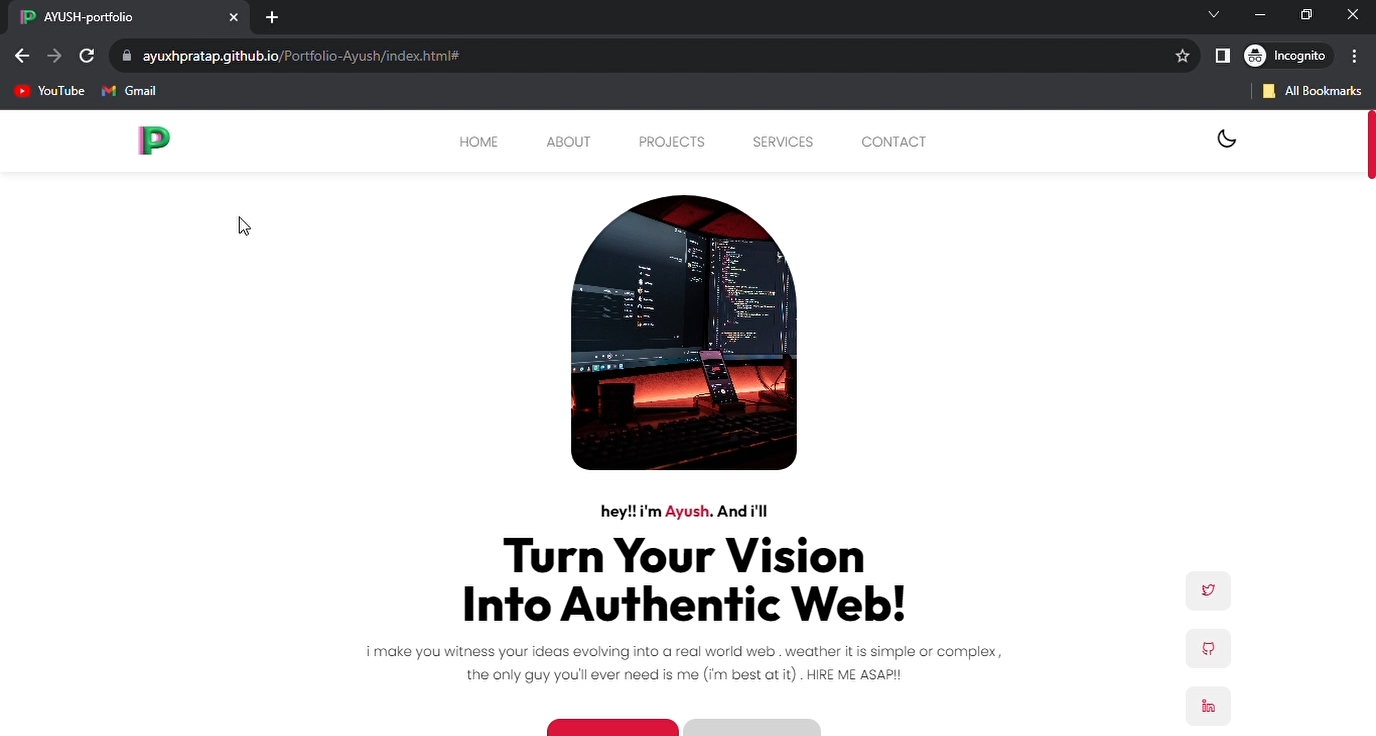 AYUSH-portfolio
ayuxhpratap.github.io/Portfolio-Ayush/index.html#
Incognito
YouTube
Gmail
All Bookmarks
P
HOME
ABOUT
PROJECTS
SERVICES
CONTACT
hey!! i'm Ayush. And i'll
Turn Your Vision
Into Authentic Web!
i make you witness your ideas evolving into a real world web . weather it is simple or complex ,
the only guy you'll ever need is me (i'm best at it) . HIRE ME ASAP!!
in